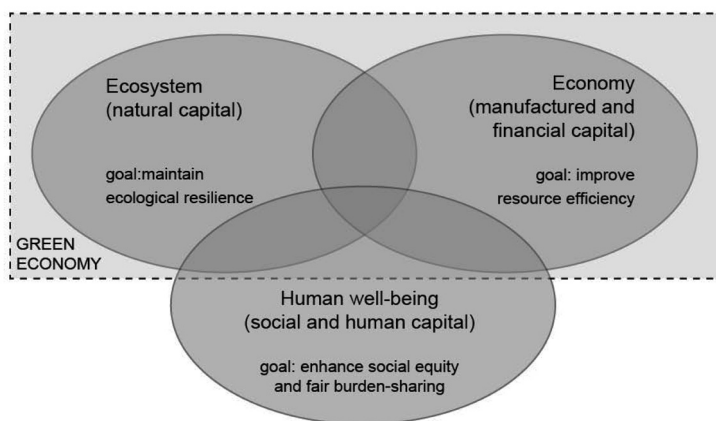 Ecosystem
(natural capital)
goal:maintain
ecological resilience
Economy
(manufactured and
financial capital)
goal: improve
resource efficiency
GREEN
ECONOMY
Human well-being
(social and human capital)
goal: enhance social equity
and fair burden-sharing